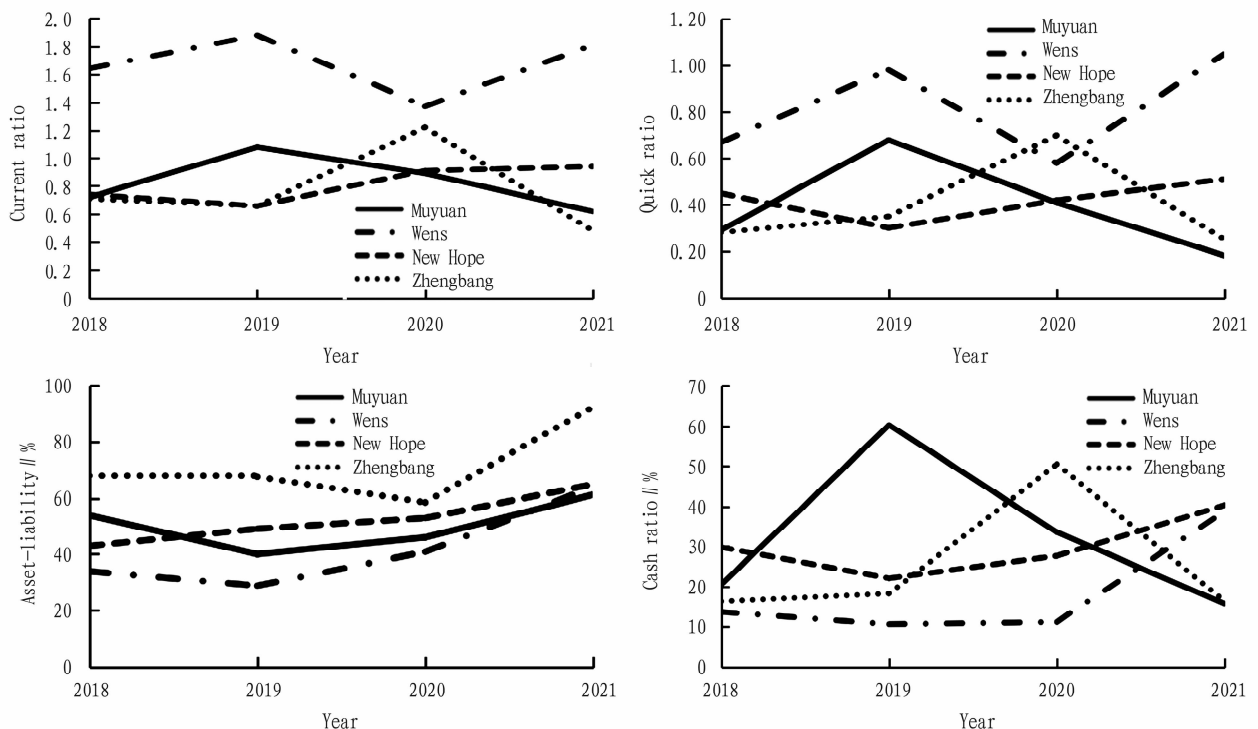 Current ratio
2.0
1.8
1.6
1.4
1.2
1.0
0.8
0.6
0.4
0.2
0
Muyuan
Wens
New Hope
Zhengbang
2018 2019 2020 2021
Year
Quick ratio
1.20
1.00
0.80
0.60
0.40
0.20
0
Muyuan
Wens
New Hope
Zhengbang
2018 2019 2020 2021
Year
Asset-liability//%
100
80
60
40
20
0
Muyuan
Wens
New Hope
Zhengbang
2018 2019 2020 2021
Year
Cash ratio//%
70
60
50
40
30
20
10
0
Muyuan
Wens
New Hope
Zhengbang
2018 2019 2020 2021
Year